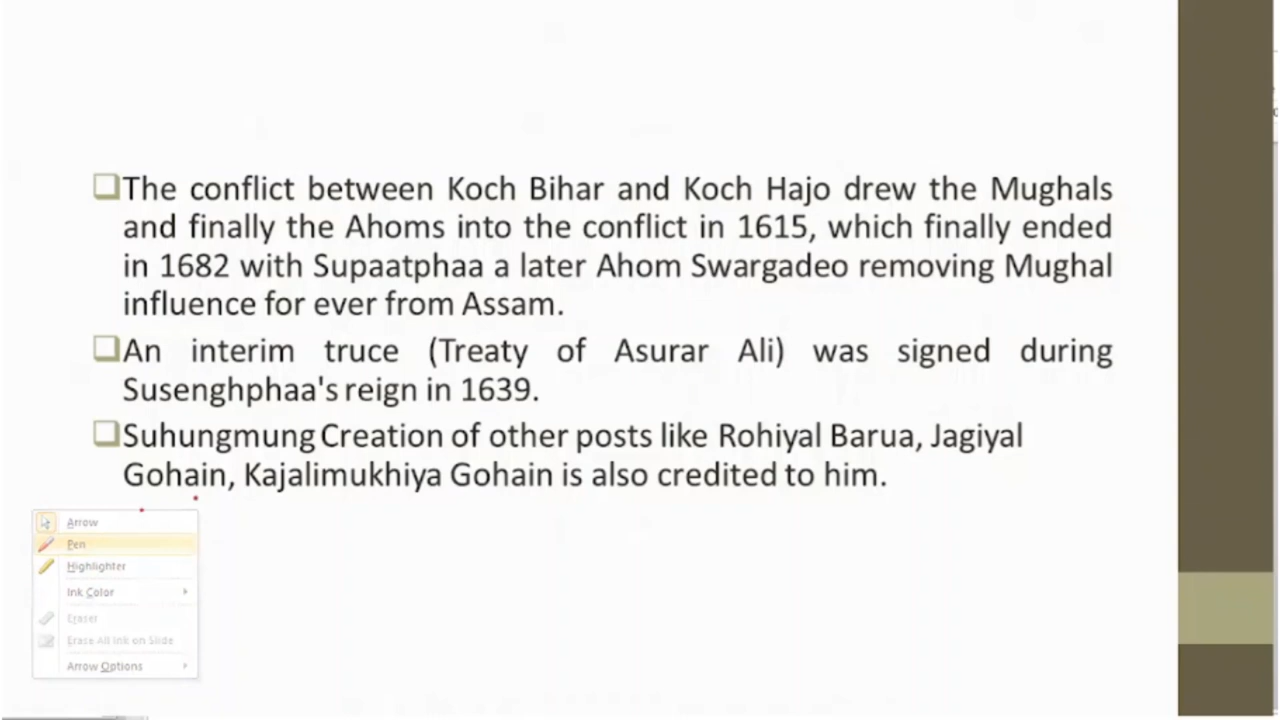 The conflict between Koch Bihar and Koch Hajo drew the Mughals
and finally the Ahoms into the conflict in 1615, which finally ended
in 1682 with Supaatphaa a later Ahom Swargadeo removing Mughal
influence for ever from Assam.
An interim truce (Treaty of Asurar Ali) was signed during
Susenghphaa's reign in 1639.
Suhungmung Creation of other posts like Rohiyal Barua, Jagiyal
Gohain, Kajalimukhiya Gohain is also credited to him.
Arrow
Pen
Highlighter
Ink Color
Eraser
Erase All Ink on Slide
Arrow Options